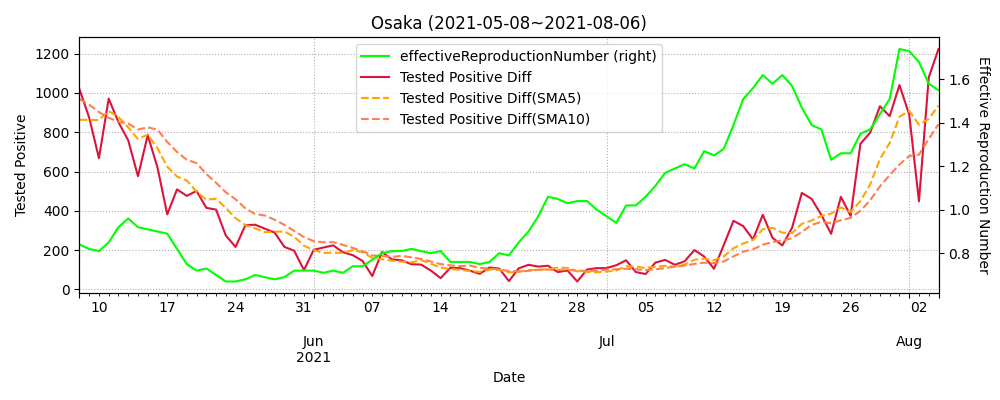 Osaka (2021-05-08~2021-08-06)
effectiveReproductionNumber (right)
Tested Positive Diff
Tested Positive Diff(SMA5)
Tested Positive Diff(SMA10)
Tested Positive
1200
1000
800
600
400
200
0
1.6
1.4
1.2
1.0
0.8
Effective Reproduction Number
10 17 24 31 07 14 21 28 05 12 19 26 02
Jun Jul Aug
2021
Date